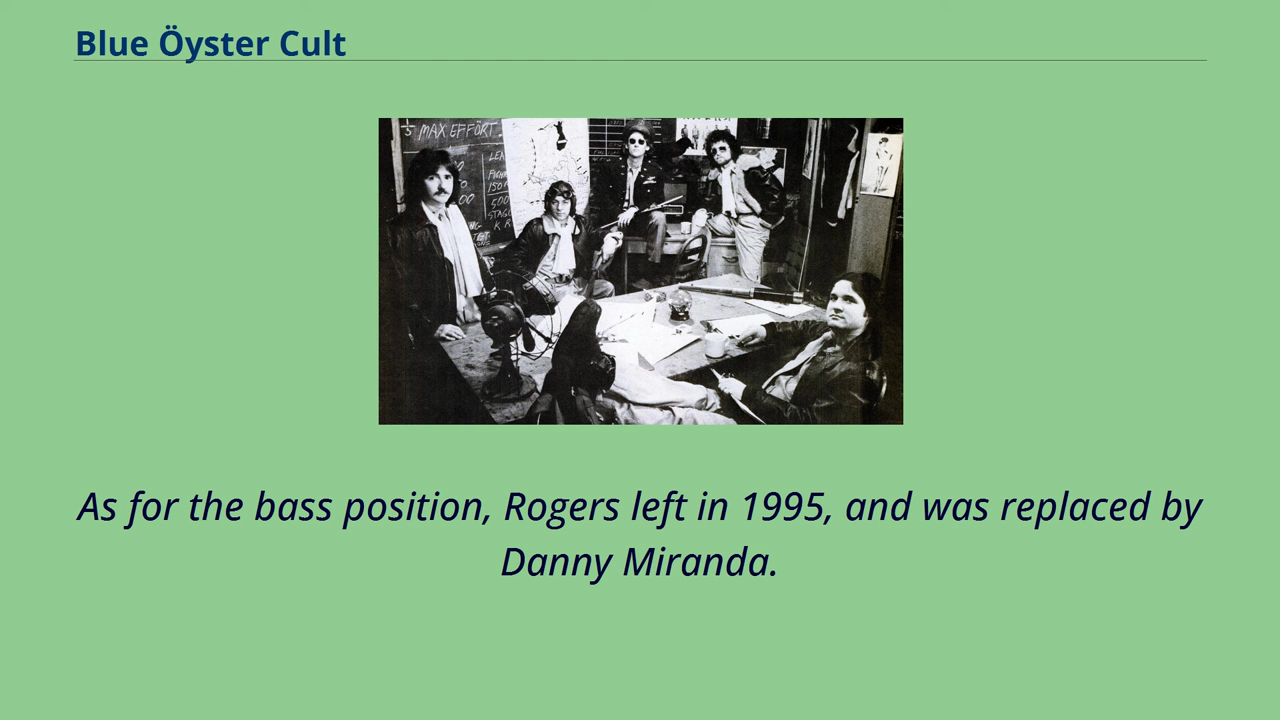 Blue Öyster Cult
MAX EFFÖRT
As for the bass position, Rogers left in 1995, and was replaced by
Danny Miranda.